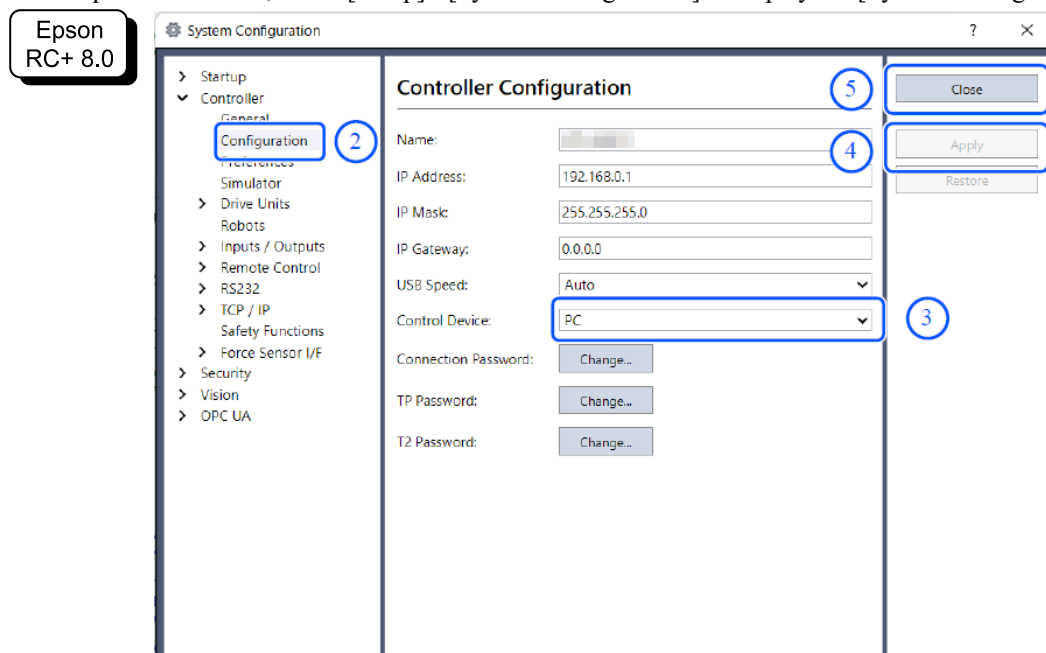 Epson
RC+ 8.0
System Configuration
?
Startup
Controller
General
Configuration
2
Preferences
Simulator
Drive Units
Robots
Inputs / Outputs
Remote Control
RS232
TCP / IP
Safety Functions
Force Sensor I/F
Security
Vision
OPC UA
Controller Configuration
Name:
IP Address: 192.168.0.1
IP Mask: 255.255.255.0
IP Gateway: 0.0.0.0
USB Speed: Auto
Control Device: PC
3
Connection Password: Change...
TP Password: Change...
T2 Password: Change...
5
Close
4
Apply
Restore